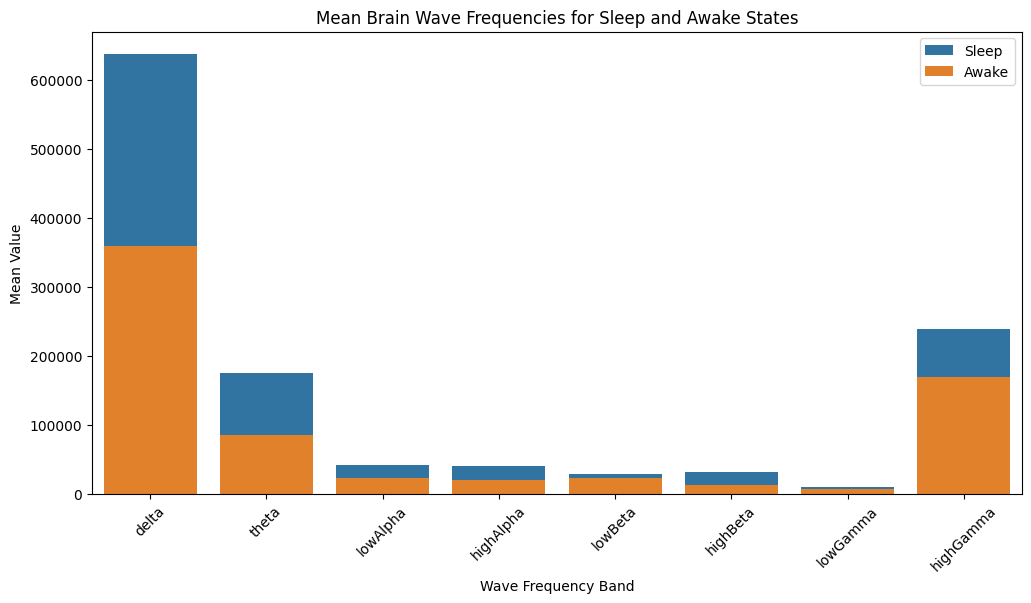 Mean Brain Wave Frequencies for Sleep and Awake States
Sleep
Awake
Mean Value
600000
500000
400000
300000
200000
100000
0
delta
theta
lowAlpha
highAlpha
lowBeta
highBeta
lowGamma
highGamma
Wave Frequency Band